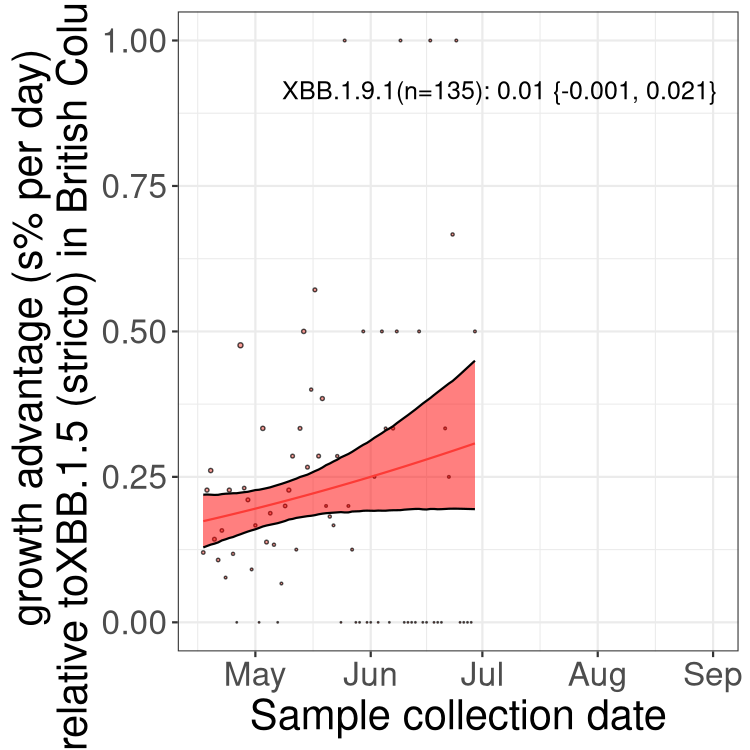 growth advantage (s% per day)
relative toXBB.1.5 (stricto) in British Colu
1.00
0.75
0.50
0.25
0.00
XBB.1.9.1(n=135): 0.01 {-0.001, 0.021}
May Jun Jul Aug Sep
Sample collection date